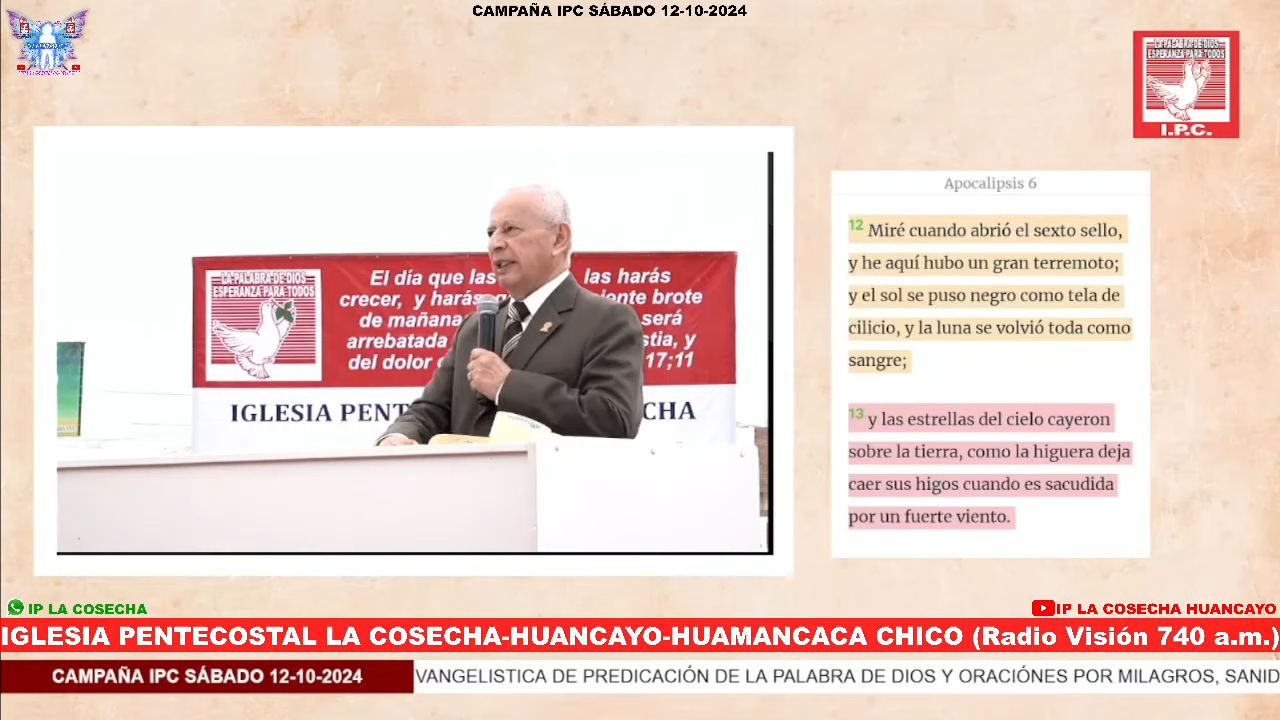 CAMPAÑA IPC SÁBADO 12-10-2024
LA PALABRA DE DIOS
ESPERANZA PARA TODOS
I.P.C.
Apocalipsis 6
12 Miré cuando abrió el sexto sello,
y he aquí hubo un gran terremoto;
y el sol se puso negro como tela de
cilicio, y la luna se volvió toda como
sangre;
13 y las estrellas del cielo cayeron
sobre la tierra, como la higuera deja
caer sus higos cuando es sacudida
por un fuerte viento.
LA PALABRA DE DIOS
ESPERANZA PARA TODOS
El día que las las harás
crecer, y harás brote
de mañana será
arrebatada y
del dolor 17;11
IGLESIA PENT CHA
IP LA COSECHA
IP LA COSECHA HUANCAYO
IGLESIA PENTECOSTAL LA COSECHA-HUANCAYO-HUAMANCACA CHICO (Radio Visión 740 a.m.)
CAMPAÑA IPC SÁBADO 12-10-2024
VANGELISTICA DE PREDICACIÓN DE LA PALABRA DE DIOS Y ORACIÓNES POR MILAGROS, SANID